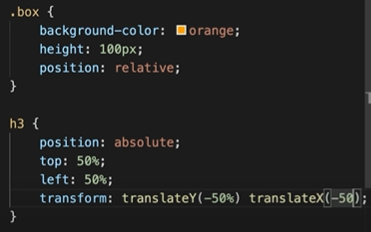 .box {
background-color: orange;
height: 100px;
position: relative;
}
h3 {
position: absolute;
top: 50%;
left: 50%;
transform: translateY(-50%) translateX(-50);
}